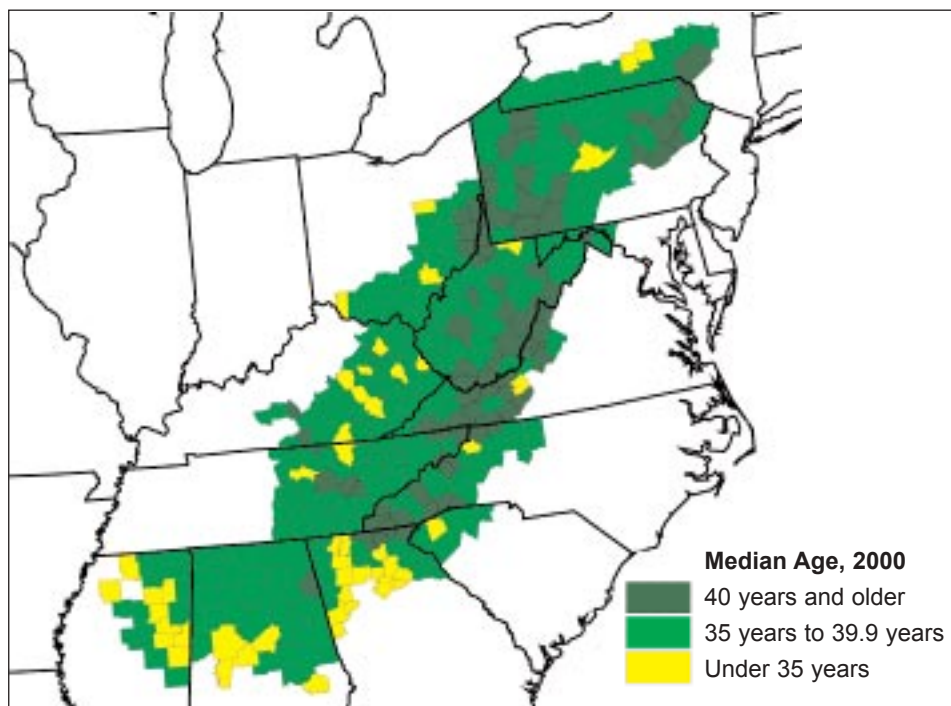 Median Age, 2000
40 years and older
35 years to 39.9 years
Under 35 years